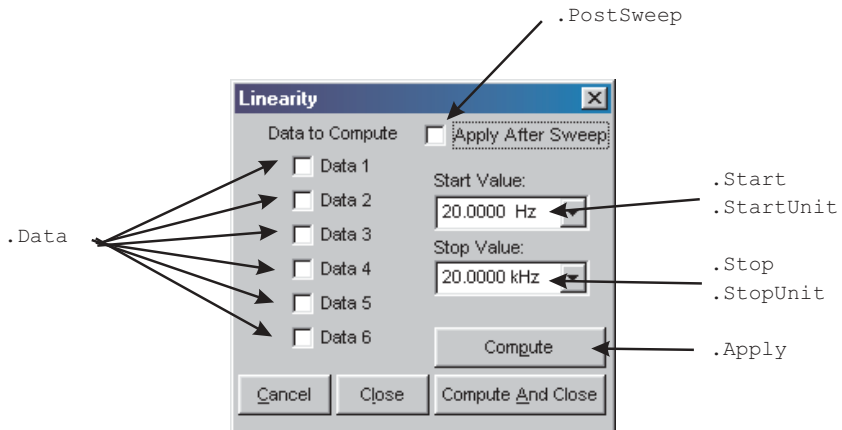 .PostSweep
Linearity
Data to Compute
Apply After Sweep
Data 1
Data 2
Data 3
Data 4
Data 5
Data 6
Start Value:
20.0000 Hz
Stop Value:
20.0000 kHz
Compute
Cancel
Close
Compute And Close
.Data
.Start
.StartUnit
.Stop
.StopUnit
.Apply